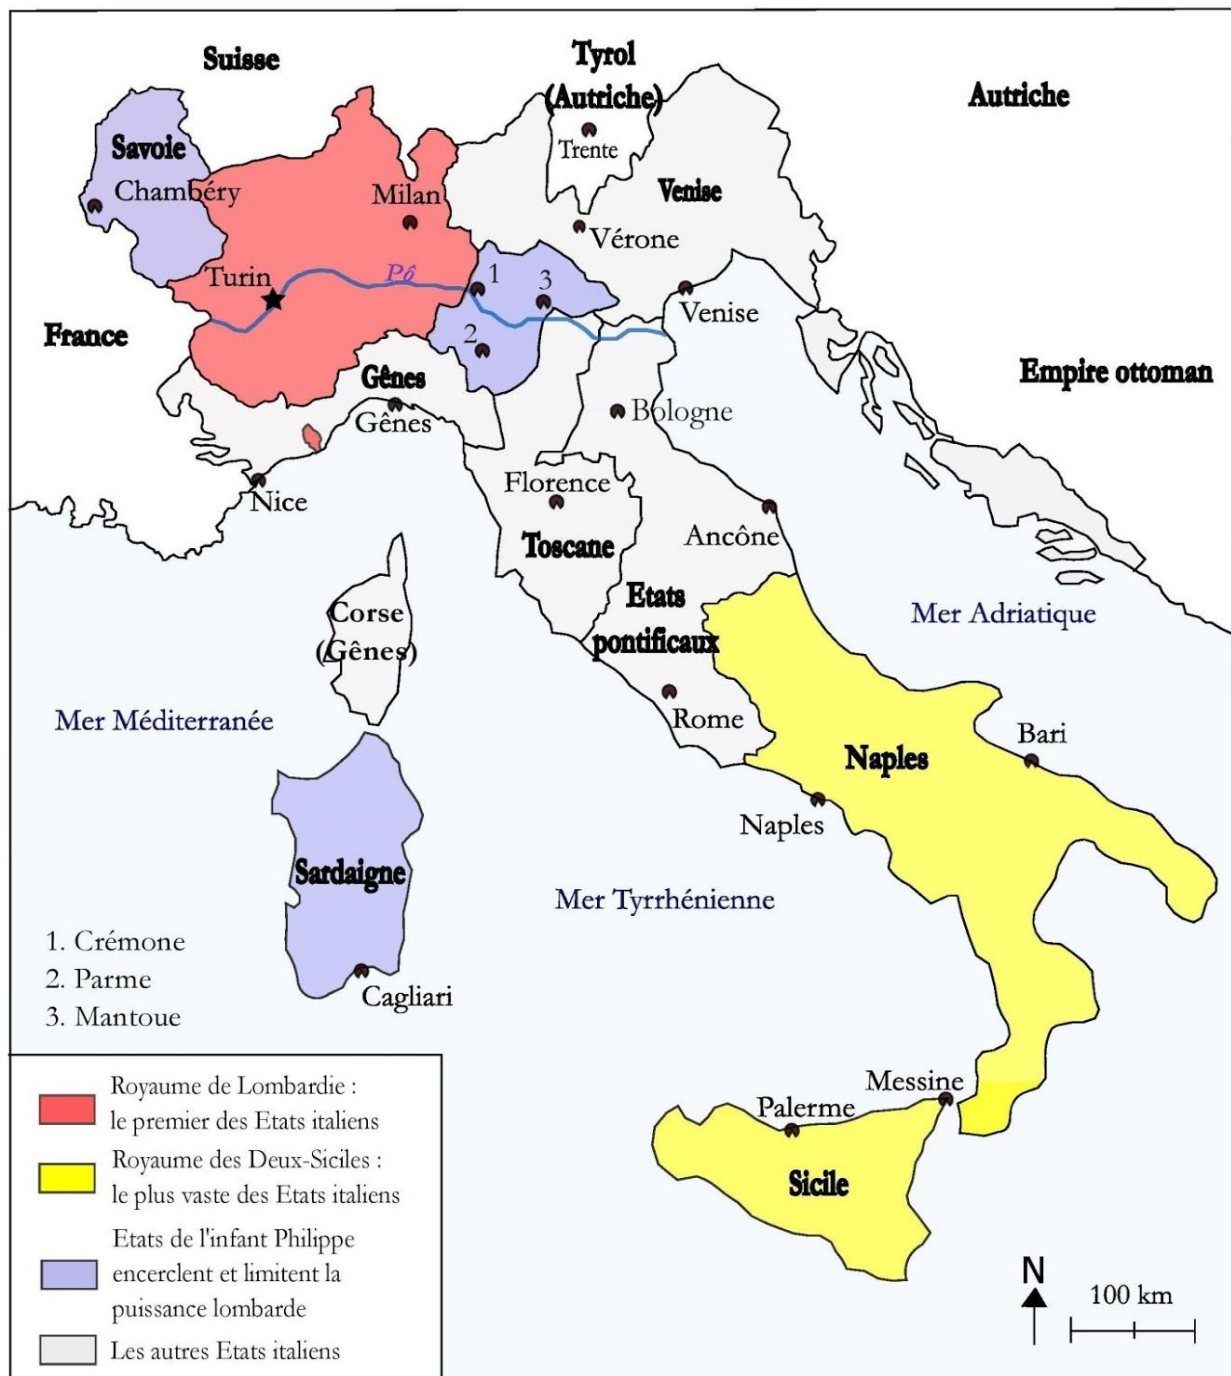 Suisse
Tyrol
(Autriche)
Autriche
Trente
Savoie
Chambéry
Milan
Venise
Vérone
Turin
Pô
1
3
Venise
2
France
Gênes
Gênes
Bologne
Empire ottoman
Nice
Florence
Toscane
Ancône
Corse
(Gênes)
Etats
pontificaux
Mer Adriatique
Mer Méditerranée
Rome
Bari
Naples
Naples
Sardaigne
Mer Tyrrhénienne
Cagliari
1. Crémone
2. Parme
3. Mantoue
Messine
Palerme
Sicile
Royaume de Lombardie :
le premier des Etats italiens
Royaume des Deux-Siciles :
le plus vaste des Etats italiens
Etats de l'infant Philippe
encerclent et limitent la
puissance lombarde
Les autres Etats italiens
N
100 km